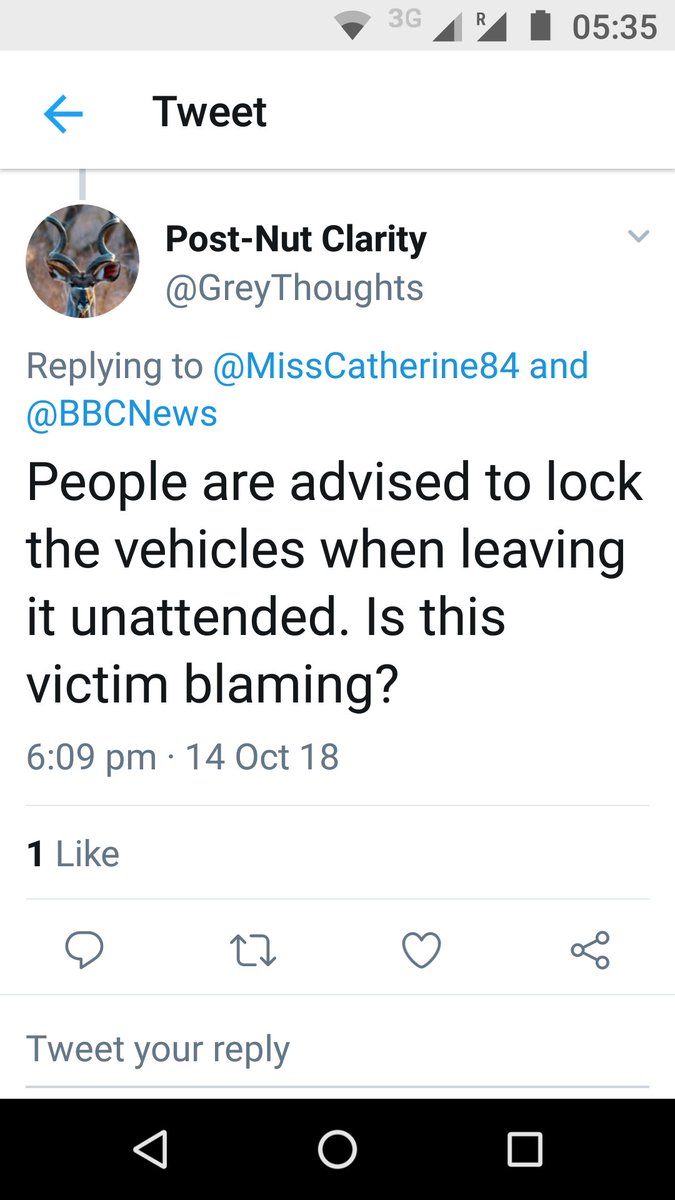 3G R 05:35
Tweet
Post-Nut Clarity
@GreyThoughts
Replying to @MissCatherine84 and
@BBCNews
People are advised to lock
the vehicles when leaving
it unattended. Is this
victim blaming?
6:09 pm · 14 Oct 18
1 Like
Tweet your reply